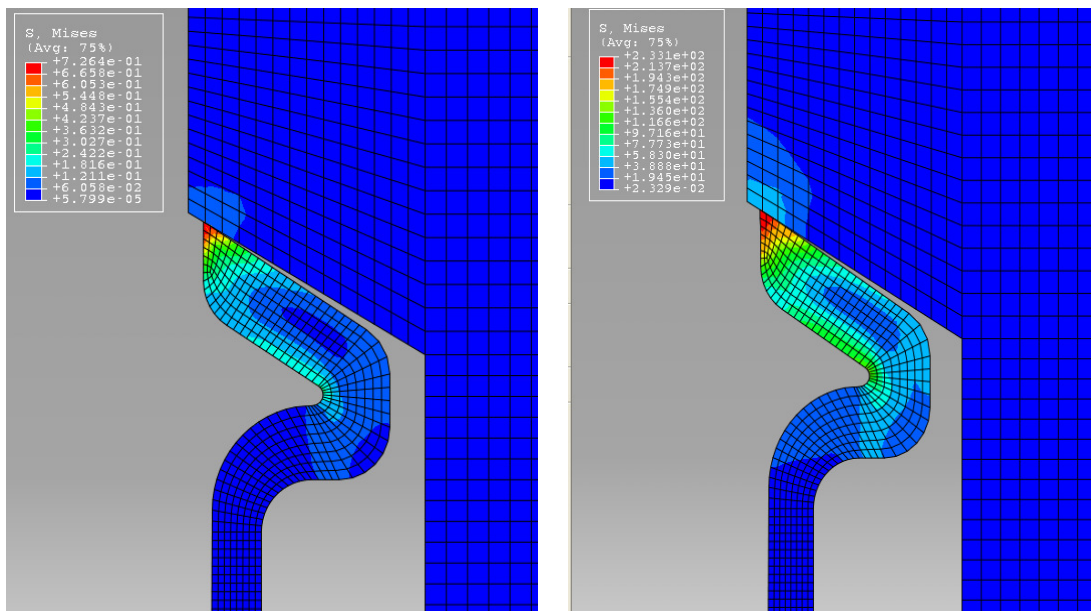 S, Mises
(Avg: 75%)
+7.264e-01
+6.658e-01
+6.053e-01
+5.448e-01
+4.843e-01
+4.237e-01
+3.632e-01
+3.027e-01
+2.422e-01
+1.816e-01
+1.211e-01
+6.058e-02
+5.799e-05
S, Mises
(Avg: 75%)
+2.331e+02
+2.137e+02
+1.943e+02
+1.749e+02
+1.554e+02
+1.360e+02
+1.166e+02
+9.716e+01
+7.773e+01
+5.830e+01
+3.888e+01
+1.945e+01
+2.329e-02